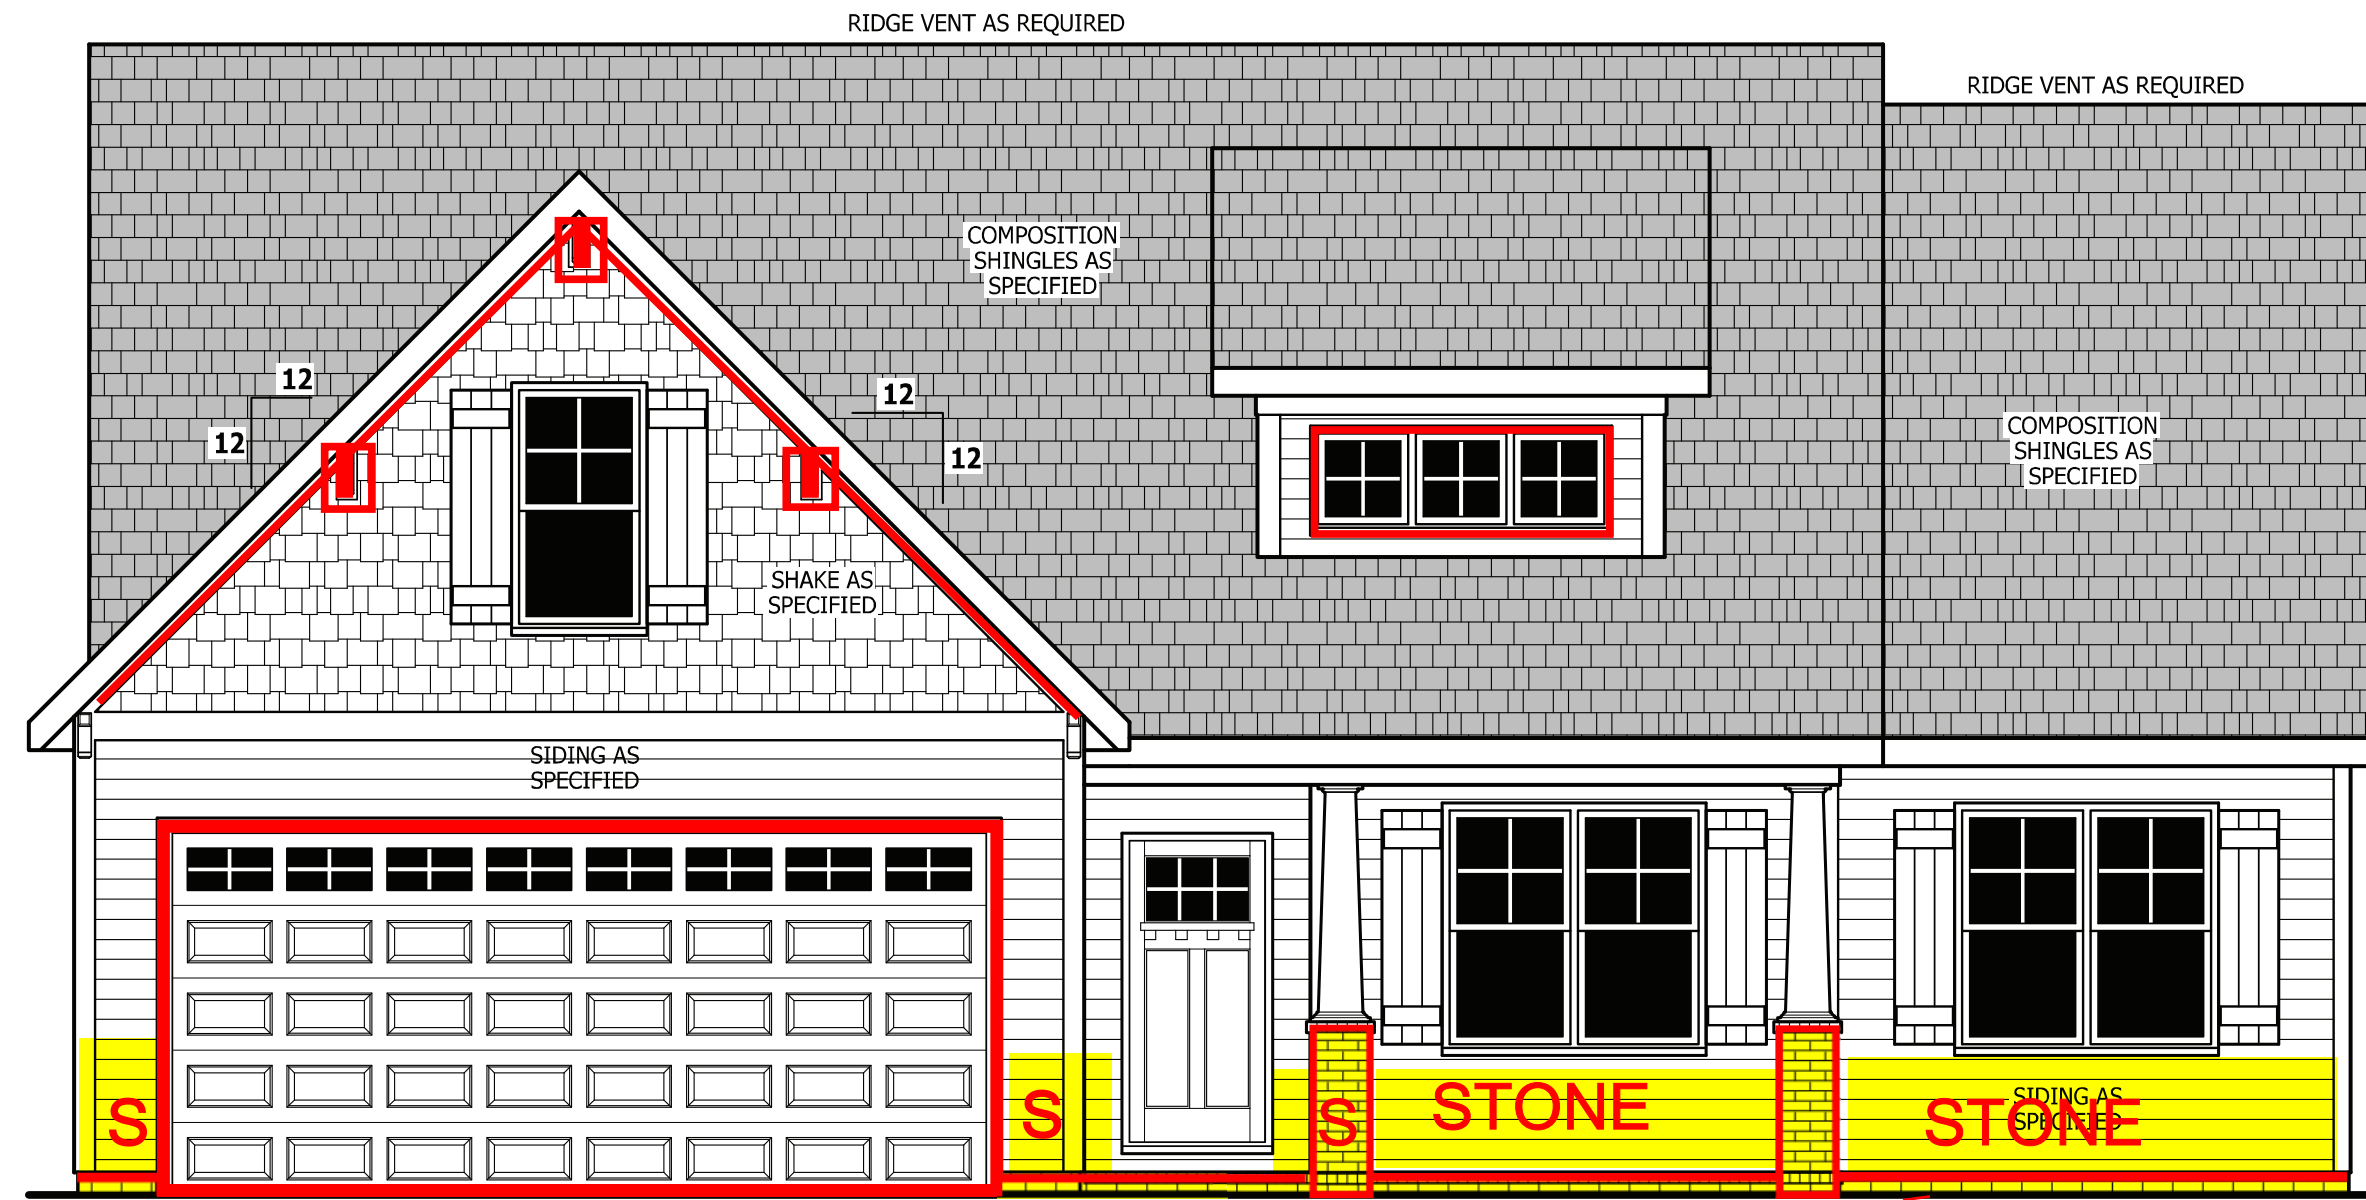 RIDGE VENT AS REQUIRED
RIDGE VENT AS REQUIRED
COMPOSITION
SHINGLES AS
SPECIFIED
12
12
12
12
COMPOSITION
SHINGLES AS
SPECIFIED
SHAKE AS
SPECIFIED
SIDING AS
SPECIFIED
S
S
S
STONE
SIDING AS
SPECIFIED
STONE